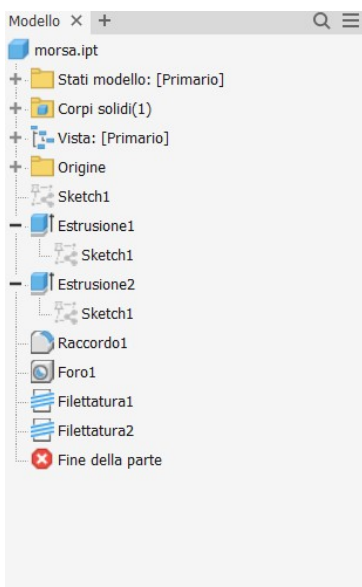 Modello
morsa.ipt
Stati modello: [Primario]
Corpi solidi(1)
Vista: [Primario]
Origine
Sketch1
Estrusione1
Sketch1
Estrusione2
Sketch1
Raccordo1
Foro1
Filettatura1
Filettatura2
Fine della parte